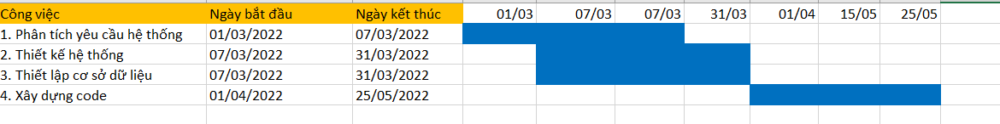 Công việc Ngày bắt đầu Ngày kết thúc 01/03 07/03 07/03 31/03 01/04 15/05 25/05
1. Phân tích yêu cầu hệ thống 01/03/2022 07/03/2022
2. Thiết kế hệ thống 07/03/2022 31/03/2022
3. Thiết lập cơ sở dữ liệu 07/03/2022 31/03/2022
4. Xây dựng code 01/04/2022 25/05/2022